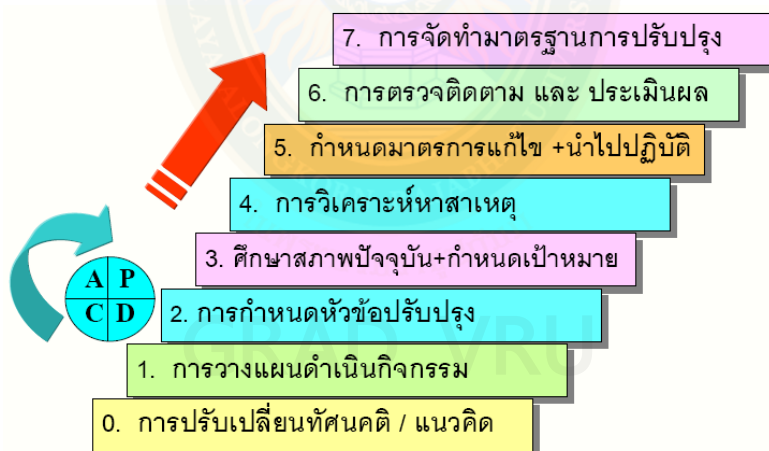 7. การจัดทำมาตรฐานการปรับปรุง
6. การตรวจติดตาม และ ประเมินผล
5. กำหนดมาตรการแก้ไข +นำไปปฏิบัติ
4. การวิเคราะห์หาสาเหตุ
3. ศึกษาสภาพปัจจุบัน+กำหนดเป้าหมาย
A P
C D
2. การกำหนดหัวข้อปรับปรุง
GRAD VRU
1. การวางแผนดำเนินกิจกรรม
0. การปรับเปลี่ยนทัศนคติ / แนวคิด